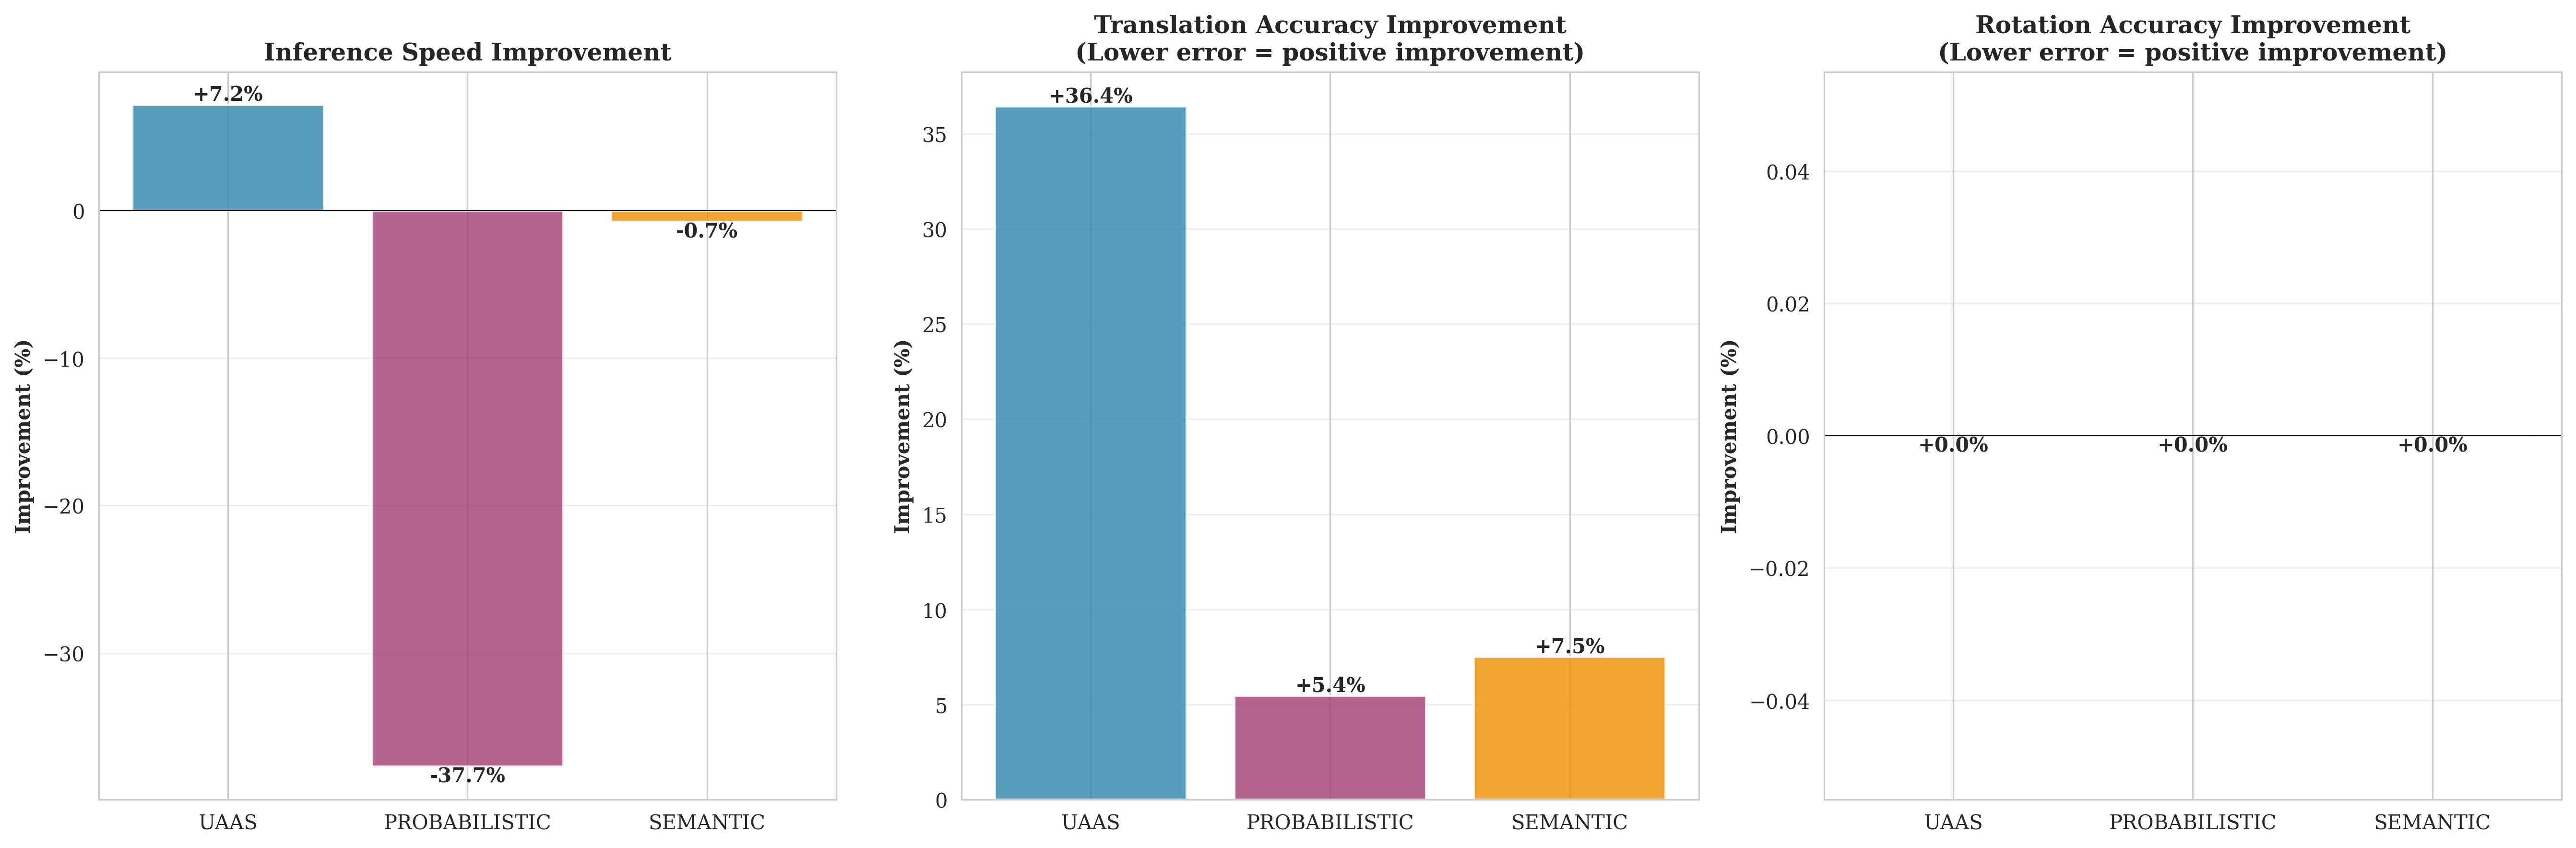 Inference Speed Improvement
Improvement (%)
0
−10
−20
−30
+7.2%
-37.7%
-0.7%
UAAS
PROBABILISTIC
SEMANTIC
Translation Accuracy Improvement
(Lower error = positive improvement)
Improvement (%)
35
30
25
20
15
10
5
0
+36.4%
+5.4%
+7.5%
UAAS
PROBABILISTIC
SEMANTIC
Rotation Accuracy Improvement
(Lower error = positive improvement)
Improvement (%)
0.04
0.02
0.00
−0.02
−0.04
+0.0%
+0.0%
+0.0%
UAAS
PROBABILISTIC
SEMANTIC